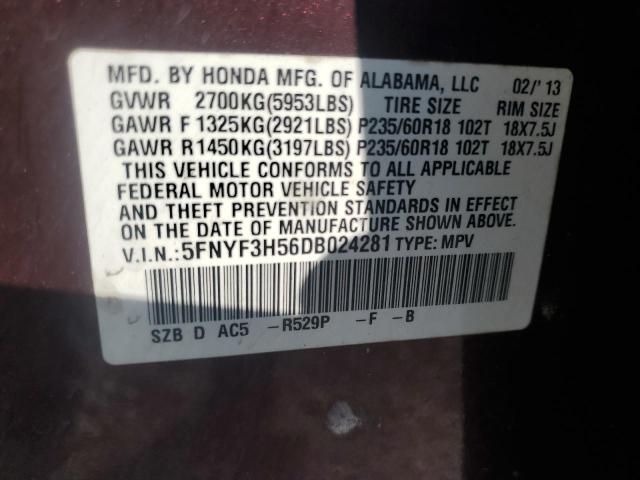 MFD. BY HONDA MFG. OF ALABAMA, LLC 02/'13
GVWR 2700KG(5953LBS) TIRE SIZE RIM SIZE
GAWR F 1325KG(2921LBS) P235/60R18 102T 18X7.5J
GAWR R 1450KG(3197LBS) P235/60R18 102T 18X7.5J
THIS VEHICLE CONFORMS TO ALL APPLICABLE
FEDERAL MOTOR VEHICLE SAFETY
AND THEFT PREVENTION STANDARDS IN EFFECT
ON THE DATE OF MANUFACTURE SHOWN ABOVE.
V.I.N.: 5FNYF3H56DB024281 TYPE: MPV
SZB D AC5 -R529P -F -B